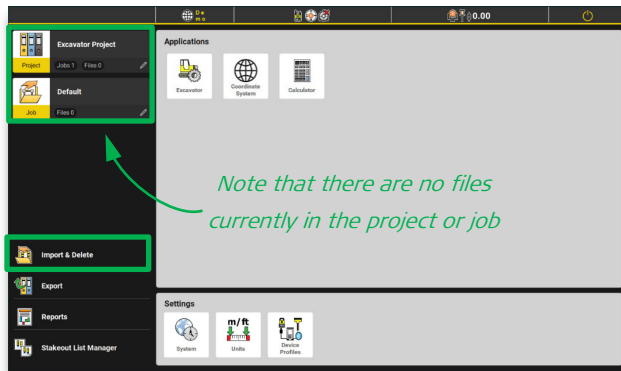 De
mo
0.00
Excavator Project
Project
Jobs 1
Files 0
Default
Job
Files 0
Applications
Excavator
Coordinate
System
Calculator
Note that there are no files
currently in the project or job
Import & Delete
Export
Reports
Stakeout List Manager
Settings
System
m/ft
Units
Device
Profiles